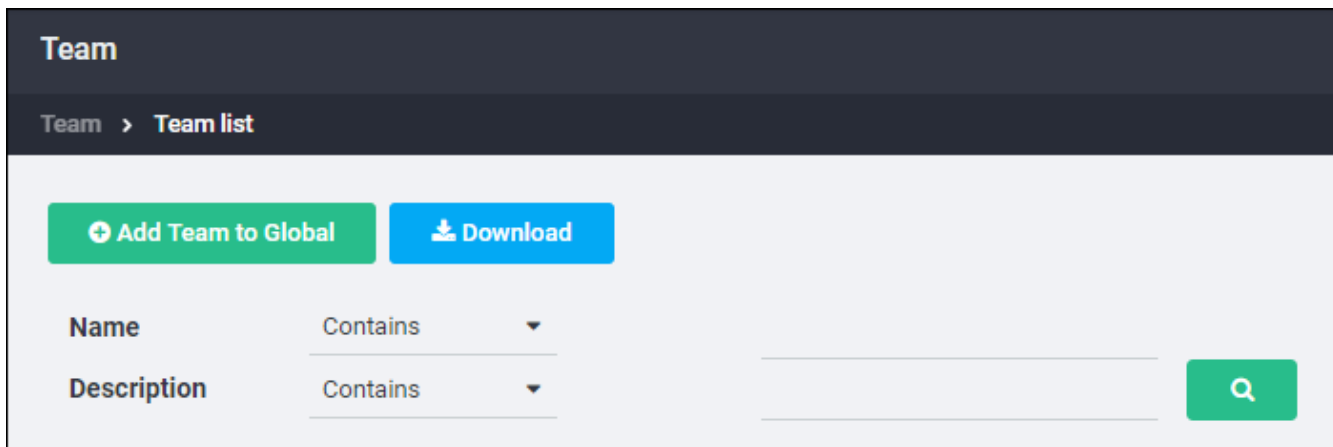 Team
Team > Team list
Add Team to Global
Download
Name Contains
Description Contains